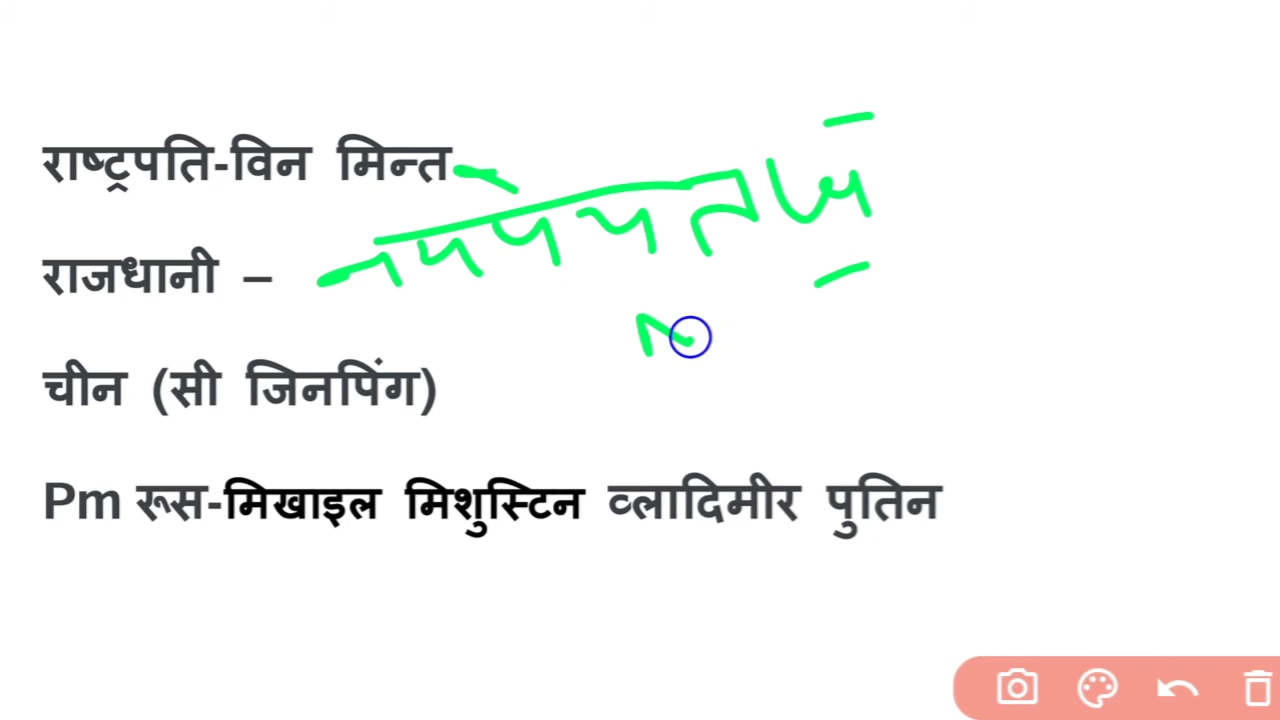 राष्ट्रपति-विन मिन्त
राजधानी –
चीन (सी जिनपिंग)
Pm रूस-मिखाइल मिशुस्टिन व्लादिमीर पुतिन